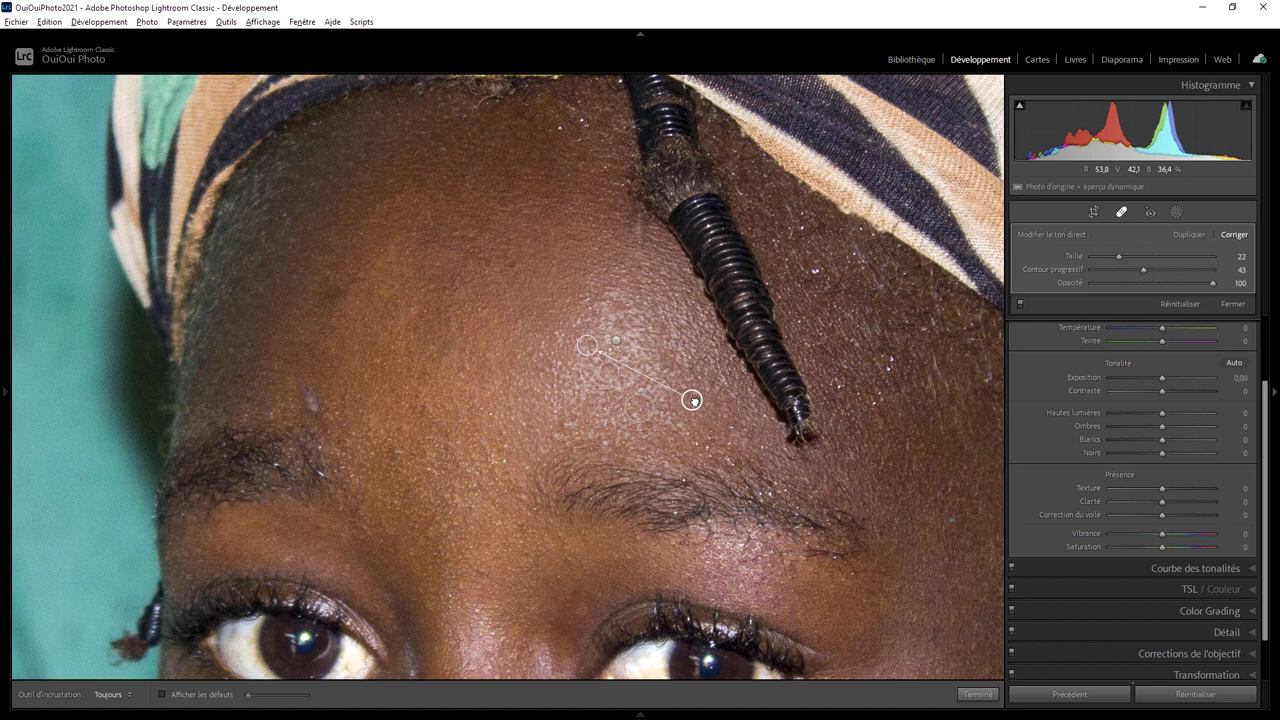 OuiOuiPhoto2021 - Adobe Photoshop Lightroom Classic - Développement
Fichier Edition Développement Photo Paramètres Outils Affichage Fenêtre Aide Scripts
Lrc
Adobe Lightroom Classic
OuiOui Photo
Bibliothèque Développement Cartes Livres Diaporama Impression Web
Histogramme
R 53,8 V 42,1 B 36,4 %
Photo d'origine + aperçu dynamique
Modifier le ton direct : Dupliquer Corriger
Taille 22
Contour progressif 43
Opacité 100
Réinitialiser Fermer
Température 0
Teinte 0
Tonalité Auto
Exposition 0,00
Contraste 0
Hautes lumières 0
Ombres 0
Blancs 0
Noirs 0
Présence
Texture 0
Clarté 0
Correction du voile 0
Vibrance 0
Saturation 0
Courbe des tonalités
TSL / Couleur
Color Grading
Détail
Corrections de l'objectif
Transformation
Outil d'incrustation : Toujours Afficher les défauts Terminé Précédent Réinitialiser